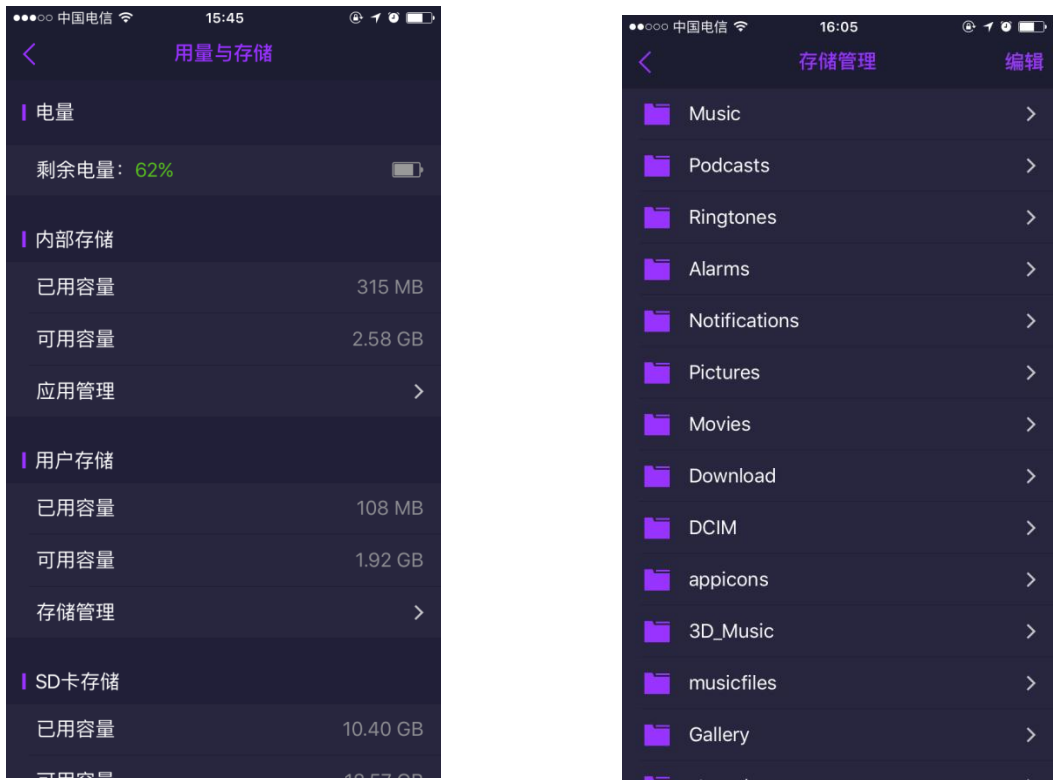 中国电信 15:45
用量与存储
电量
剩余电量：62%
内部存储
已用容量 315 MB
可用容量 2.58 GB
应用管理
用户存储
已用容量 108 MB
可用容量 1.92 GB
存储管理
SD卡存储
已用容量 10.40 GB
中国电信 16:05
存储管理 编辑
Music
Podcasts
Ringtones
Alarms
Notifications
Pictures
Movies
Download
DCIM
appicons
3D_Music
musicfiles
Gallery